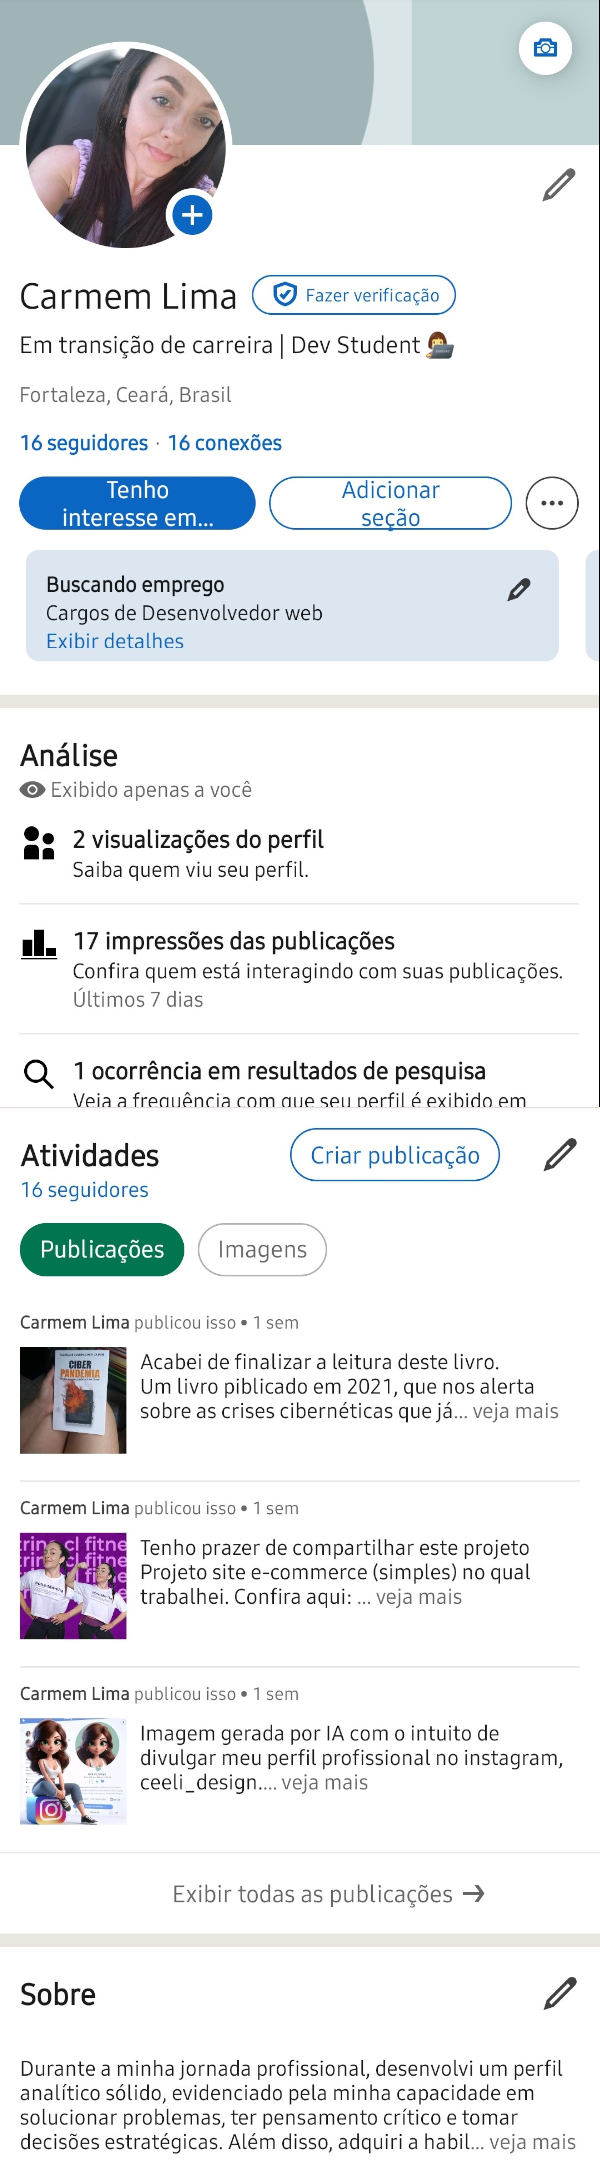 Carmem Lima
Fazer verificação
Em transição de carreira | Dev Student
Fortaleza, Ceará, Brasil
16 seguidores · 16 conexões
Tenho
interesse em...
Adicionar
seção
Buscando emprego
Cargos de Desenvolvedor web
Exibir detalhes
Análise
Exibido apenas a você
2 visualizações do perfil
Saiba quem viu seu perfil.
17 impressões das publicações
Confira quem está interagindo com suas publicações.
Últimos 7 dias
1 ocorrência em resultados de pesquisa
Veja a frequência com que seu perfil é exibido em
Atividades
Criar publicação
16 seguidores
Publicações
Imagens
Carmem Lima publicou isso • 1 sem
CIBER
PANDEMIA
Acabei de finalizar a leitura deste livro.
Um livro piblicado em 2021, que nos alerta
sobre as crises cibernéticas que já... veja mais
Carmem Lima publicou isso • 1 sem
Tenho prazer de compartilhar este projeto
Projeto site e-commerce (simples) no qual
trabalhei. Confira aqui: ... veja mais
Carmem Lima publicou isso • 1 sem
Imagem gerada por IA com o intuito de
divulgar meu perfil profissional no instagram,
ceeli_design.... veja mais
Exibir todas as publicações →
Sobre
Durante a minha jornada profissional, desenvolvi um perfil
analítico sólido, evidenciado pela minha capacidade em
solucionar problemas, ter pensamento crítico e tomar
decisões estratégicas. Além disso, adquiri a habil... veja mais